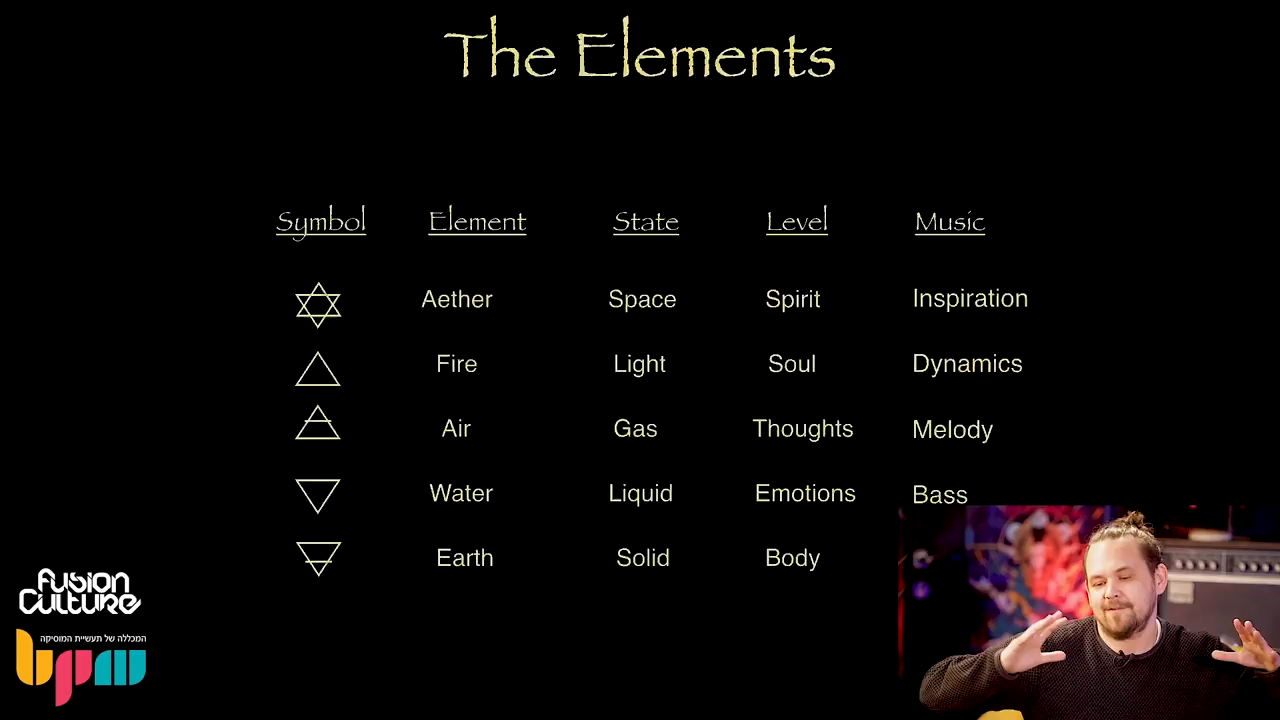 The Elements
Symbol Element State Level Music
Aether Space Spirit Inspiration
Fire Light Soul Dynamics
Air Gas Thoughts Melody
Water Liquid Emotions Bass
Earth Solid Body
fusion
culture
המכללה של תעשיית המוסיקה
bpm